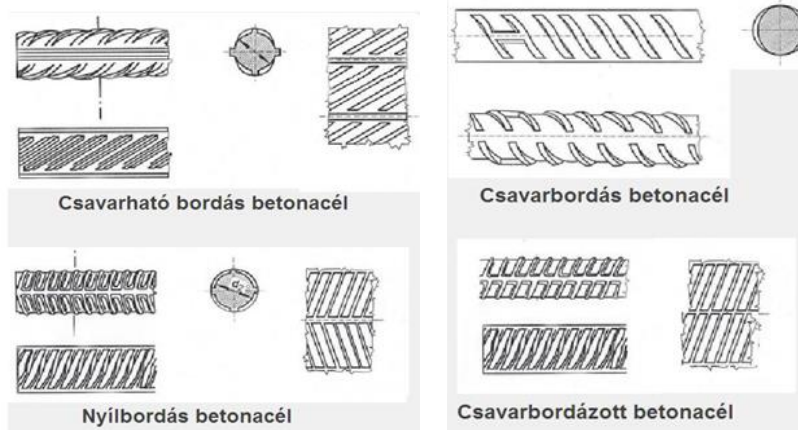 Csavarható bordás betonacél
Csavarbordás betonacél
Nyílbordás betonacél
Csavarbordázott betonacél